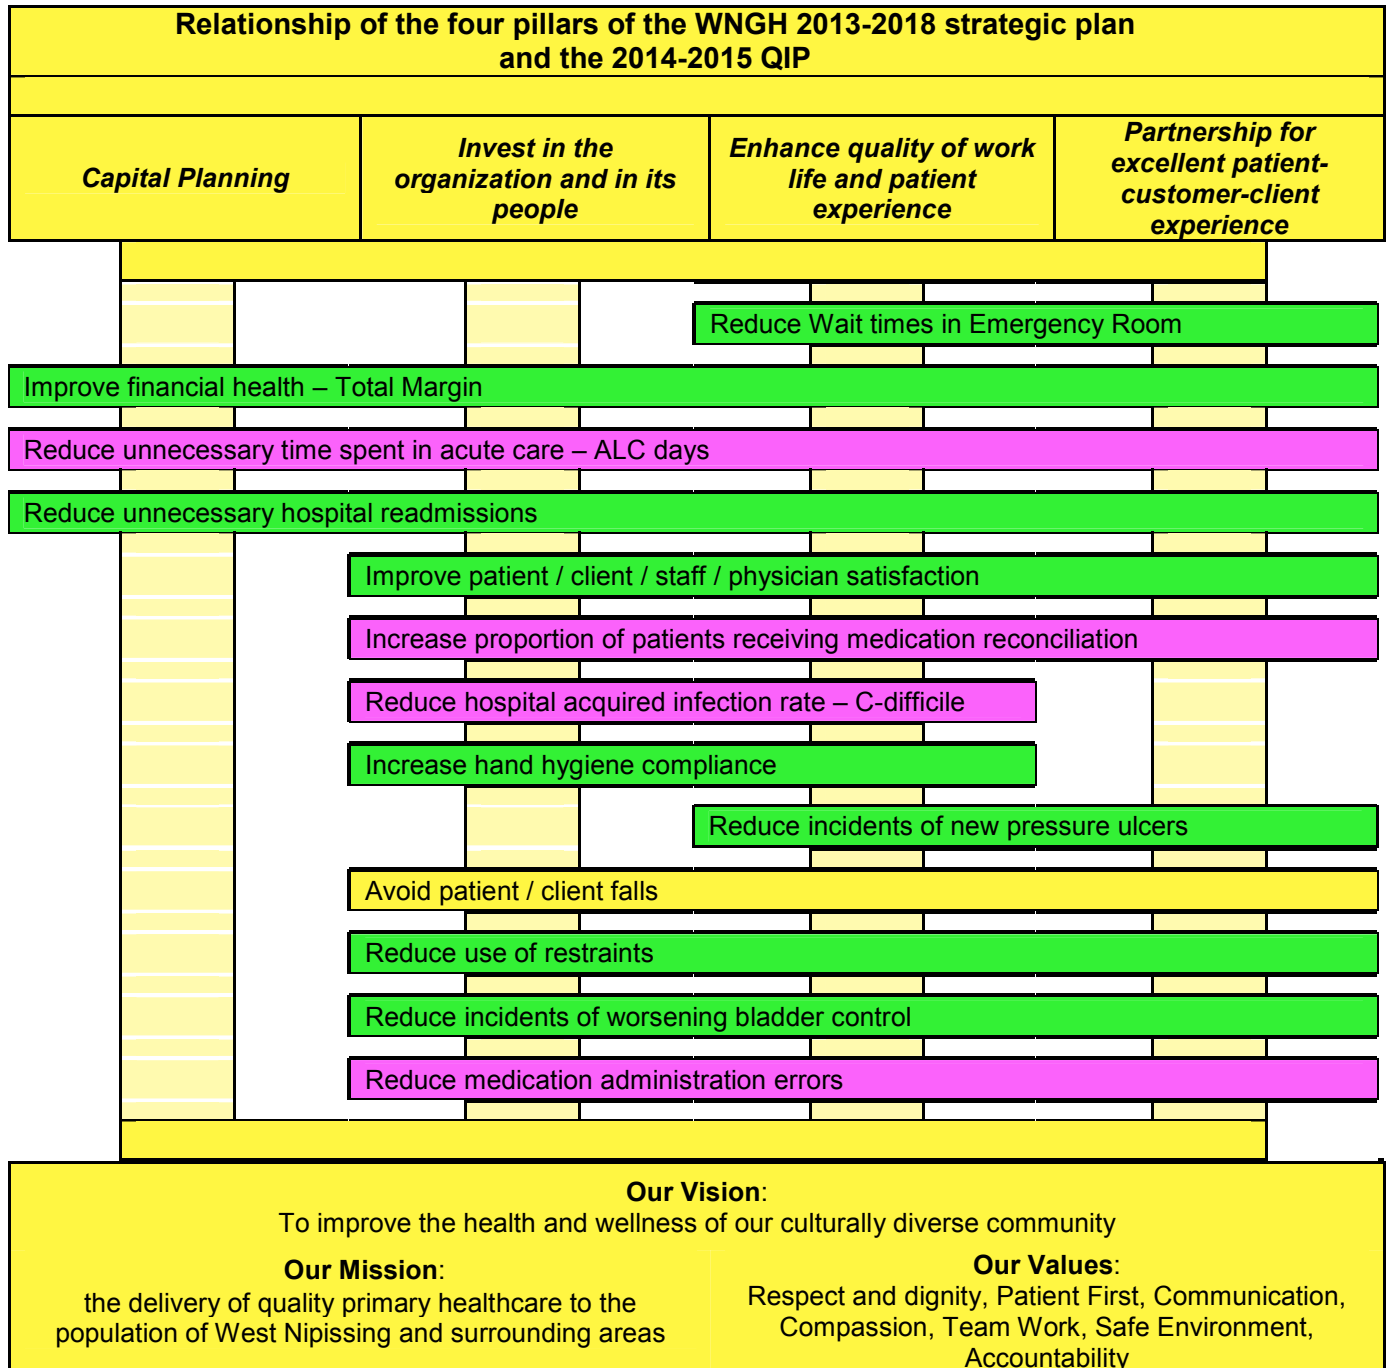 Relationship of the four pillars of the WNGH 2013-2018 strategic plan
and the 2014-2015 QIP
Capital Planning
Invest in the
organization and in its
people
Enhance quality of work
life and patient
experience
Partnership for
excellent patient-
customer-client
experience
Reduce Wait times in Emergency Room
Improve financial health – Total Margin
Reduce unnecessary time spent in acute care – ALC days
Reduce unnecessary hospital readmissions
Improve patient / client / staff / physician satisfaction
Increase proportion of patients receiving medication reconciliation
Reduce hospital acquired infection rate – C-difficile
Increase hand hygiene compliance
Reduce incidents of new pressure ulcers
Avoid patient / client falls
Reduce use of restraints
Reduce incidents of worsening bladder control
Reduce medication administration errors
Our Vision:
To improve the health and wellness of our culturally diverse community
Our Mission:
the delivery of quality primary healthcare to the
population of West Nipissing and surrounding areas
Our Values:
Respect and dignity, Patient First, Communication,
Compassion, Team Work, Safe Environment,
Accountability